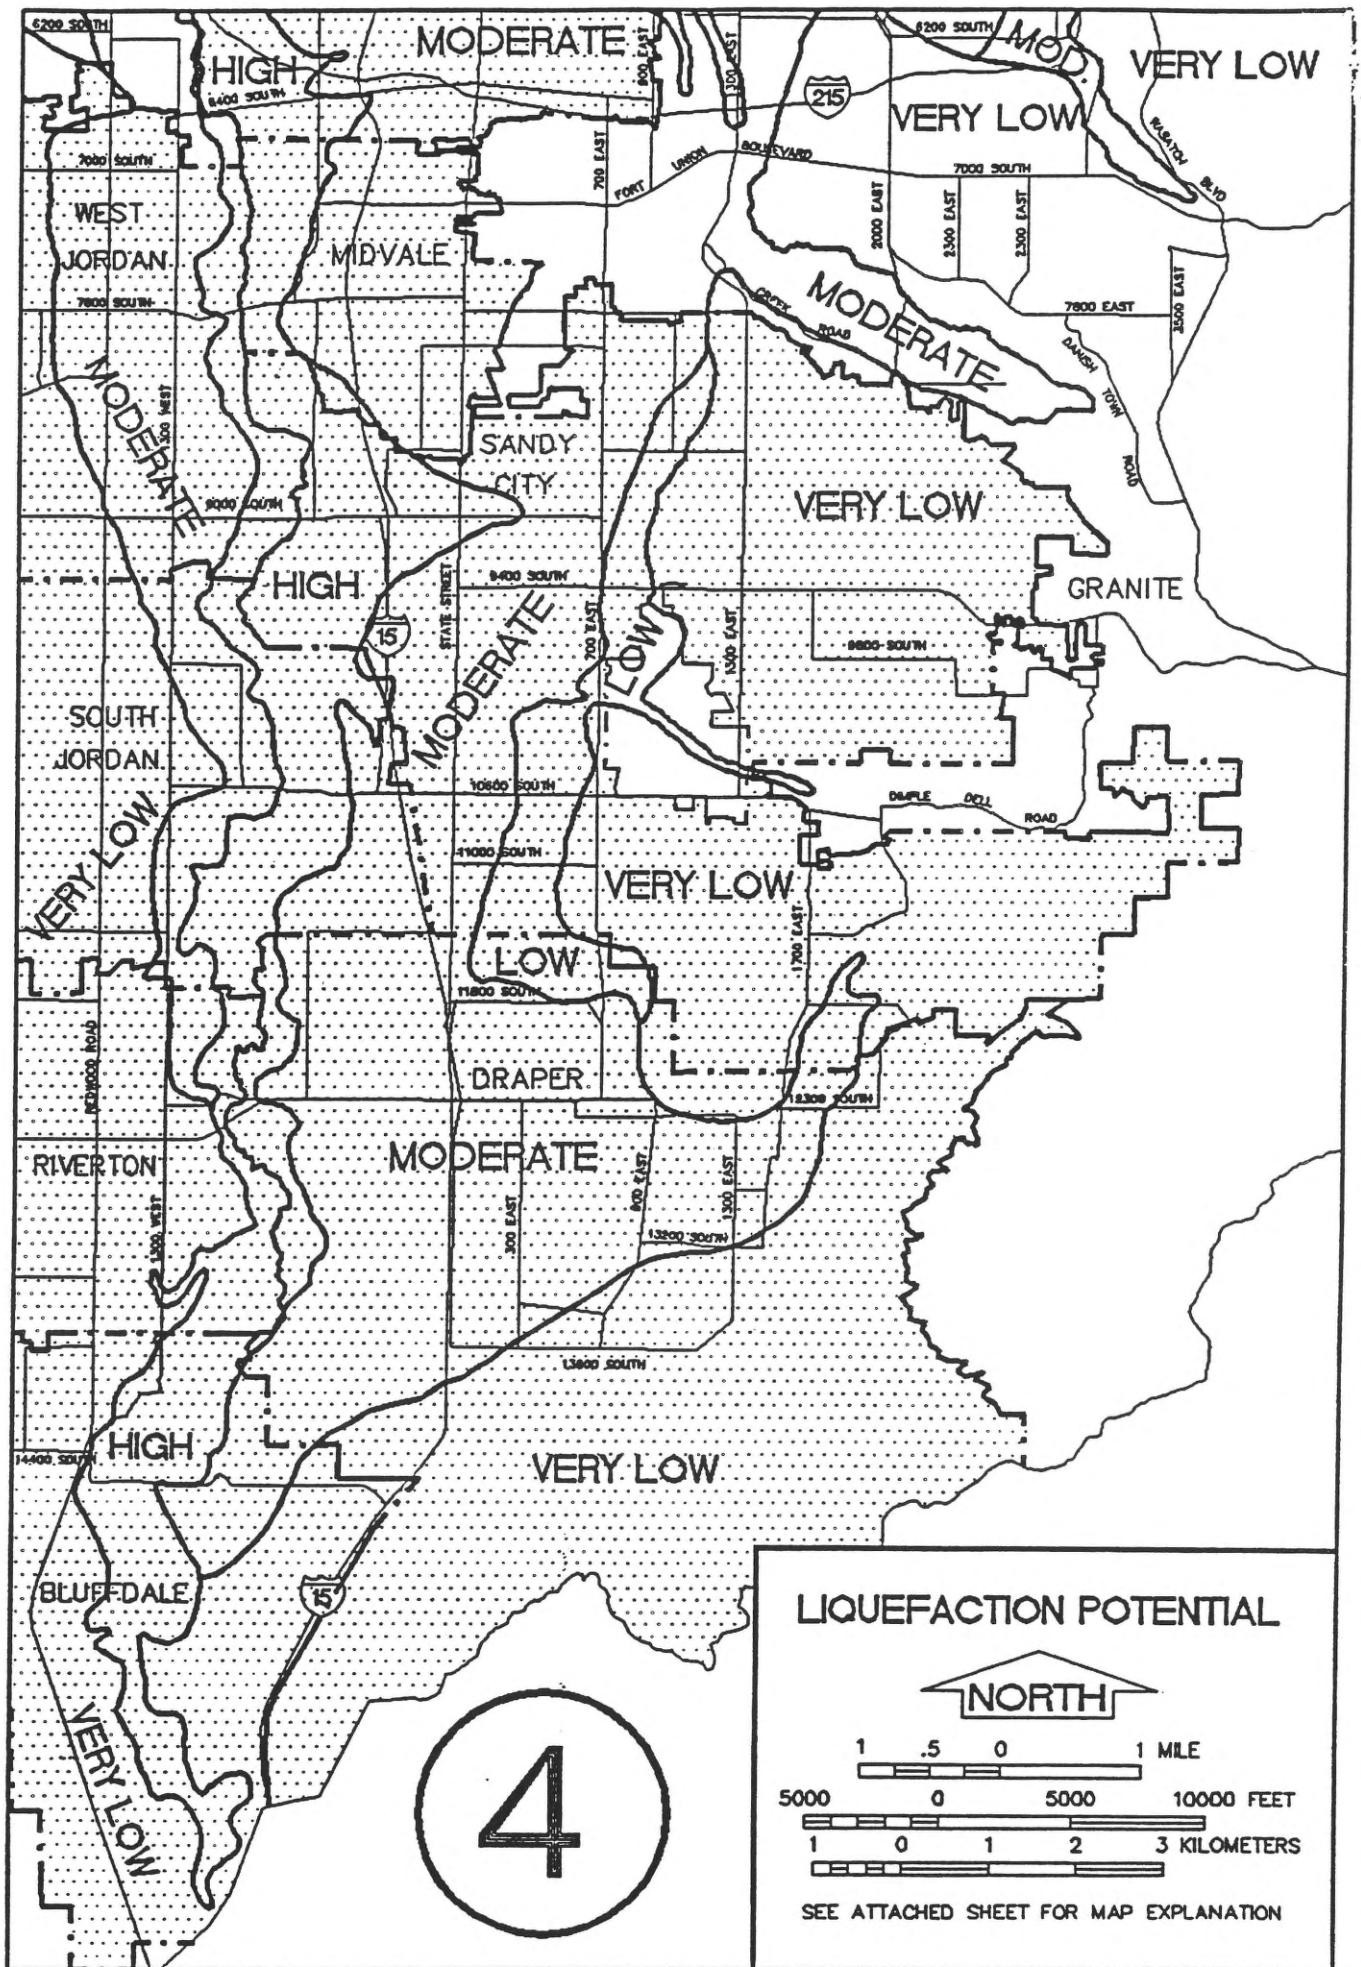 6200 SOUTH
MODERATE
HIGH
900 EAST
1300 EAST
6200 SOUTH
MOD.
VERY LOW
6400 SOUTH
215
VERY LOW
7000 SOUTH
700 EAST
FORT UNION BOULEVARD
7000 SOUTH
BLVD
WEST
JORDAN
MIDVALE
2000 EAST
2300 EAST
2300 EAST
3500 EAST
7800 SOUTH
CREEK ROAD
MODERATE
7800 EAST
DANISH TOWN ROAD
MODERATE
1300 WEST
SANDY
CITY
9000 SOUTH
VERY LOW
HIGH
9400 SOUTH
GRANITE
15
STATE STREET
MODERATE
700 EAST
LOW
1300 EAST
9800 SOUTH
SOUTH
JORDAN
10600 SOUTH
DIMPLE DELL ROAD
VERY LOW
11000 SOUTH
VERY LOW
1700 EAST
LOW
11800 SOUTH
REDWOOD ROAD
DRAPER
12300 SOUTH
RIVERTON
MODERATE
1300 WEST
300 EAST
800 EAST
1300 EAST
13200 SOUTH
13800 SOUTH
HIGH
14400 SOUTH
VERY LOW
BLUFFDALE
15
VERY LOW
4
LIQUEFACTION POTENTIAL
NORTH
1 .5 0 1 MILE
5000 0 5000 10000 FEET
1 0 1 2 3 KILOMETERS
SEE ATTACHED SHEET FOR MAP EXPLANATION